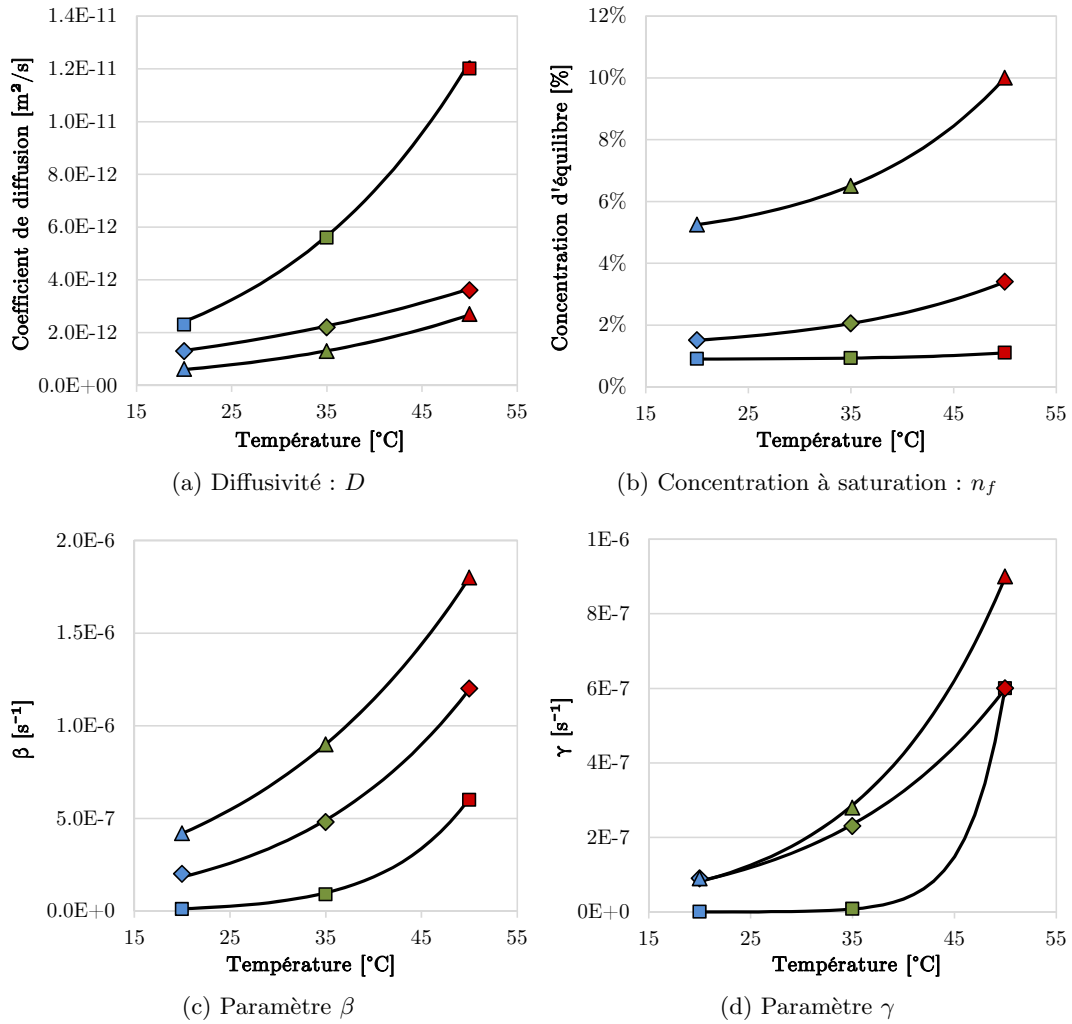 1.4E-11
1.2E-11
1.0E-11
8.0E-12
6.0E-12
4.0E-12
2.0E-12
0.0E+00
Coefficient de diffusion [m²/s]
15 25 35 45 55
Température [°C]
(a) Diffusivité : D
12%
10%
8%
6%
4%
2%
0%
Concentration d'équilibre [%]
15 25 35 45 55
Température [°C]
(b) Concentration à saturation : n_f
2.0E-6
1.5E-6
1.0E-6
5.0E-7
0.0E+0
β [s⁻¹]
15 25 35 45 55
Température [°C]
(c) Paramètre β
1E-6
8E-7
6E-7
4E-7
2E-7
0E+0
γ [s⁻¹]
15 25 35 45 55
Température [°C]
(d) Paramètre γ